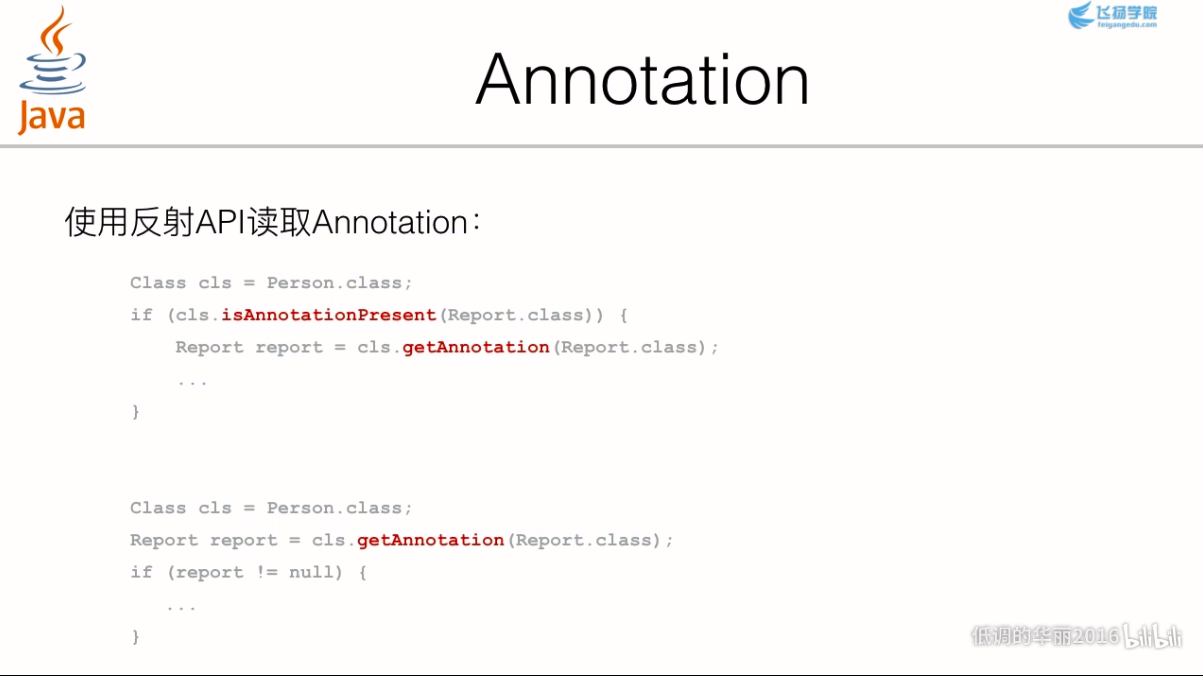 Java
飞扬学院
feiyangedu.com
Annotation
使用反射API读取Annotation：
Class cls = Person.class;
if (cls.isAnnotationPresent(Report.class)) {
    Report report = cls.getAnnotation(Report.class);
    ...
}
Class cls = Person.class;
Report report = cls.getAnnotation(Report.class);
if (report != null) {
   ...
}
低调的华丽2016 bilibili